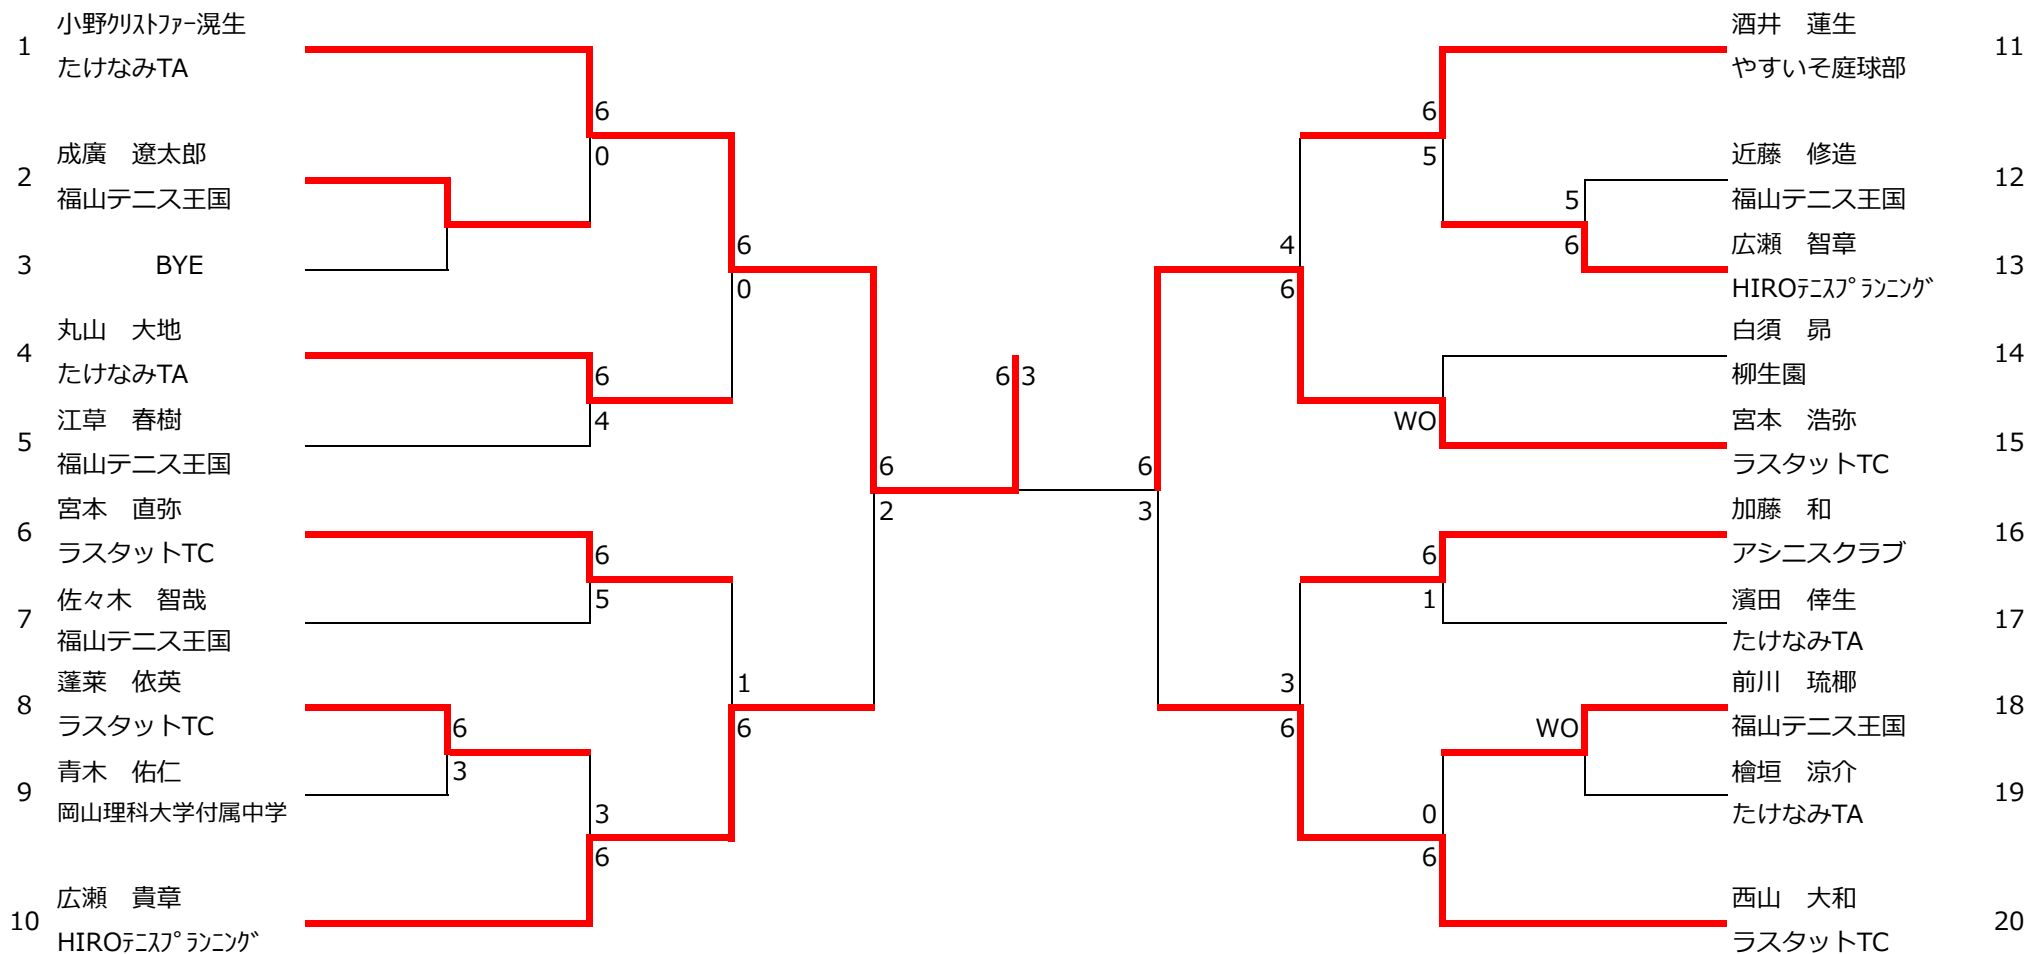 小野ｸﾘｽﾄﾌｧｰ滉生
1
たけなみTA
6
0
成廣　遼太郎
2
福山テニス王国
6
0
3
BYE
丸山　大地
4
たけなみTA
6
4
江草　春樹
5
福山テニス王国
6
2
宮本　直弥
6
ラスタットTC
6
5
佐々木　智哉
7
福山テニス王国
1
6
蓬莱　依英
8
ラスタットTC
6
3
青木　佑仁
9
岡山理科大学付属中学
3
6
広瀬　貴章
10
HIROﾃﾆｽﾌﾟﾗﾝﾆﾝｸﾞ
6 3
酒井　蓮生
11
やすいそ庭球部
6
5
近藤　修造
12
福山テニス王国
5
6
広瀬　智章
13
HIROﾃﾆｽﾌﾟﾗﾝﾆﾝｸﾞ
4
6
白須　昴
14
柳生園
WO
宮本　浩弥
15
ラスタットTC
6
3
加藤　和
16
アシニスクラブ
6
1
濱田　倖生
17
たけなみTA
3
6
前川　琉椰
18
福山テニス王国
WO
檜垣　涼介
19
たけなみTA
0
6
西山　大和
20
ラスタットTC